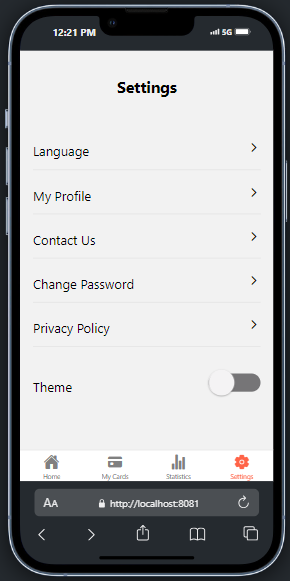 12:21 PM 5G
Settings
Language
My Profile
Contact Us
Change Password
Privacy Policy
Theme
Home My Cards Statistics Settings
AA http://localhost:8081